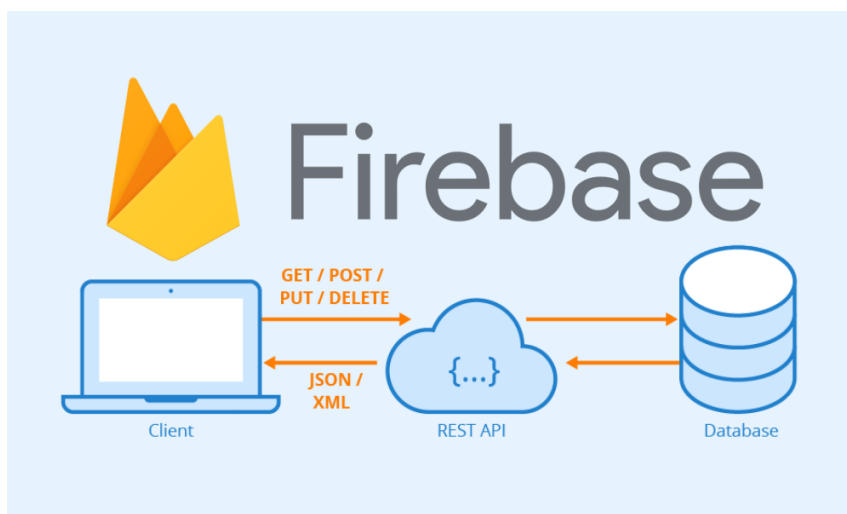 Firebase
GET / POST /
PUT / DELETE
JSON /
XML
{...}
Client
REST API
Database